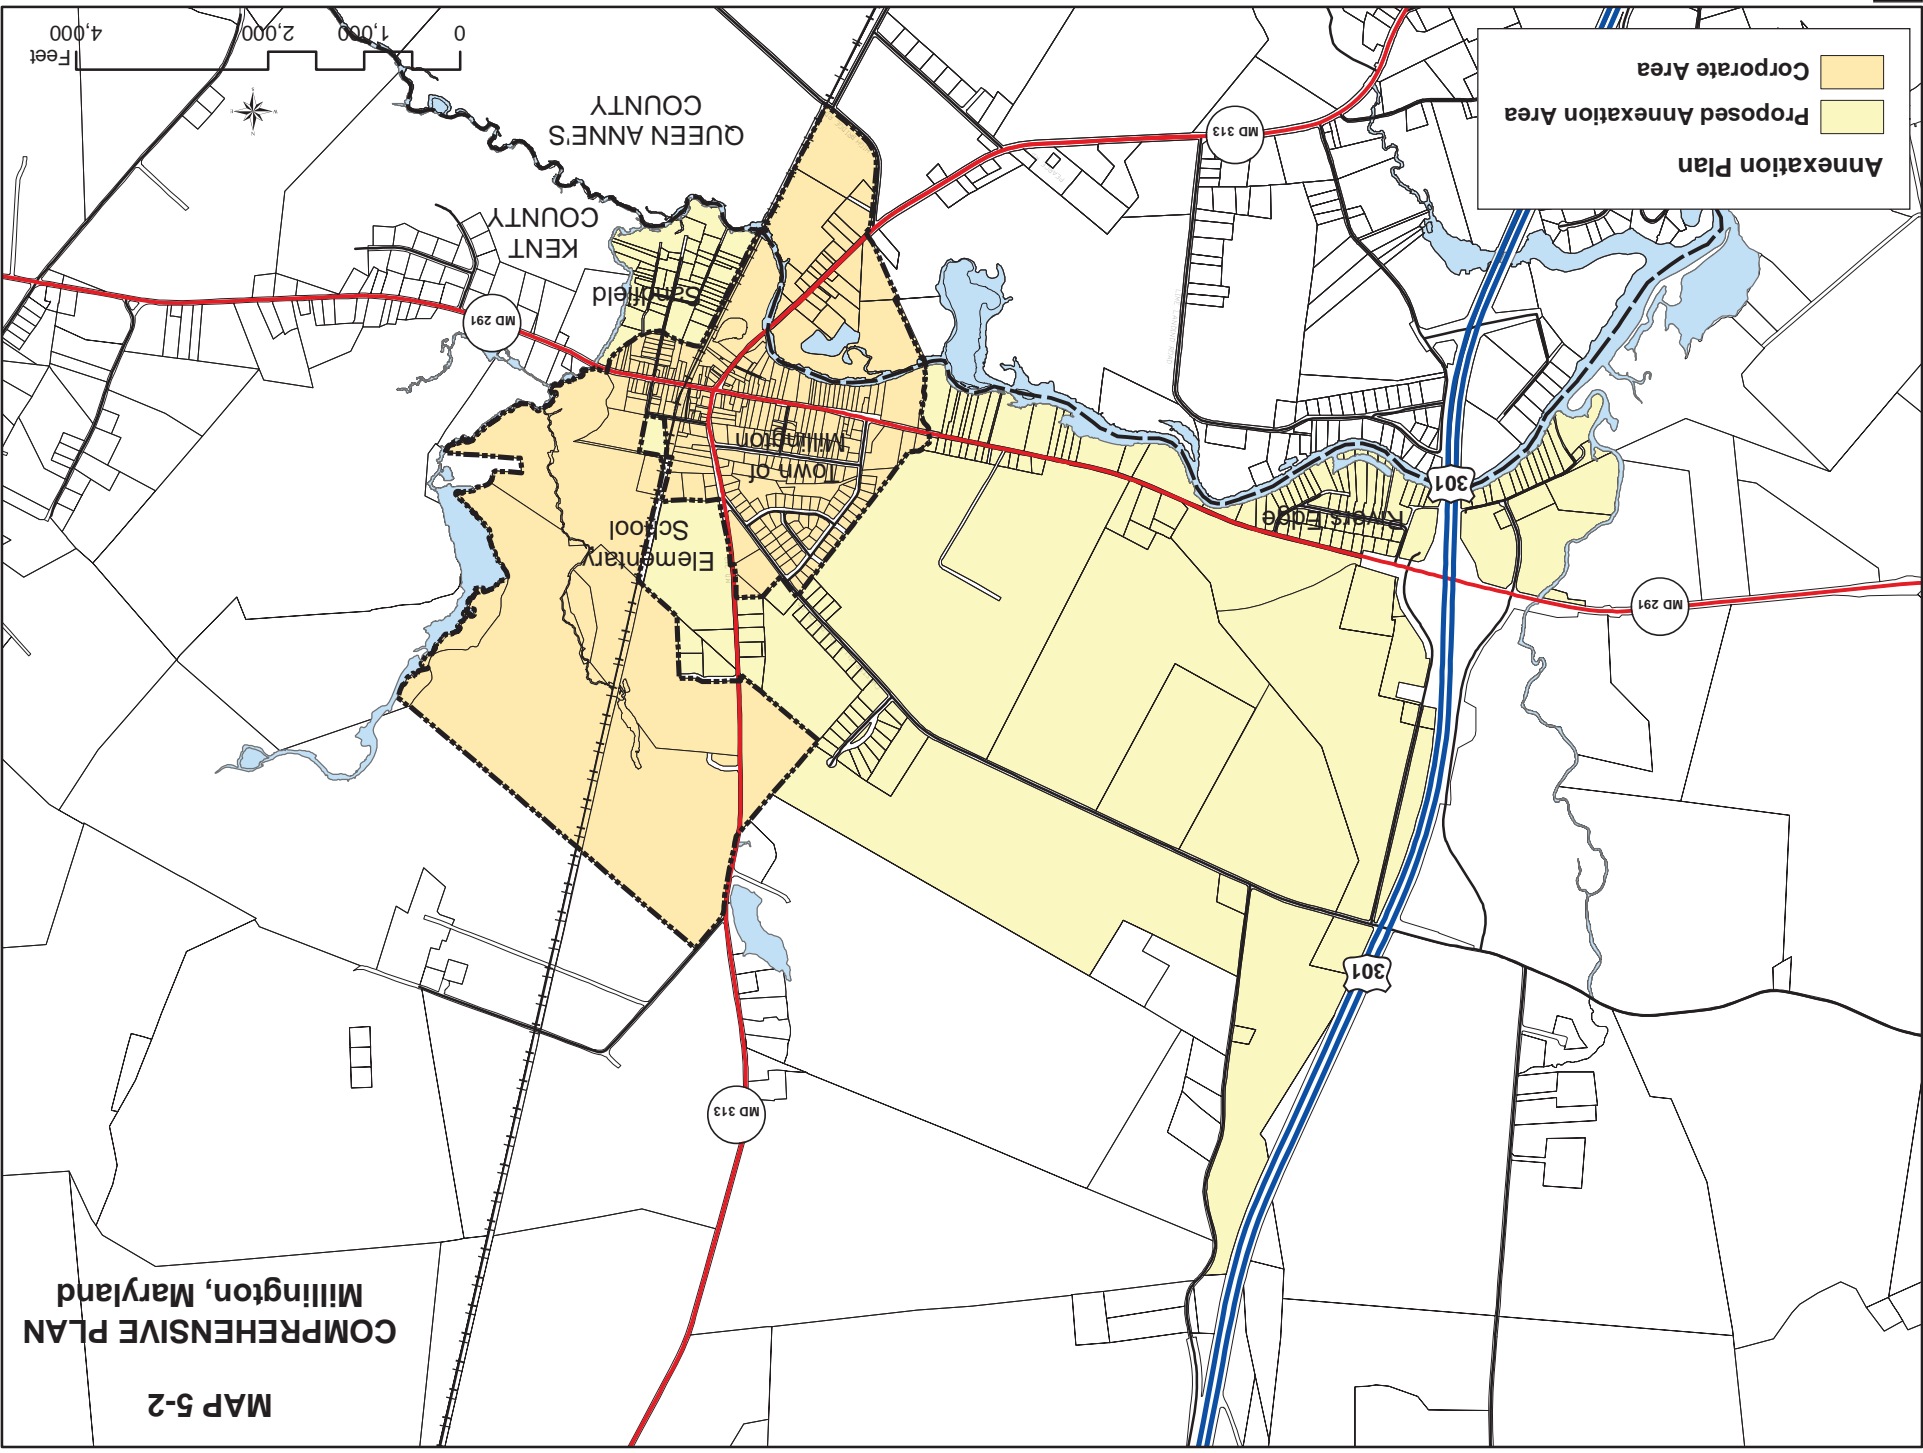 MAP 5-2
COMPREHENSIVE PLAN
Millington, Maryland
MD 313
301
MD 291
301
Rivers Edge
Elementary
School
Town of
Millington
MD 291
Sandfield
KENT
COUNTY
QUEEN ANNE'S
COUNTY
MD 313
Annexation Plan
Proposed Annexation Area
Corporate Area
0 1,000 2,000 4,000
Feet